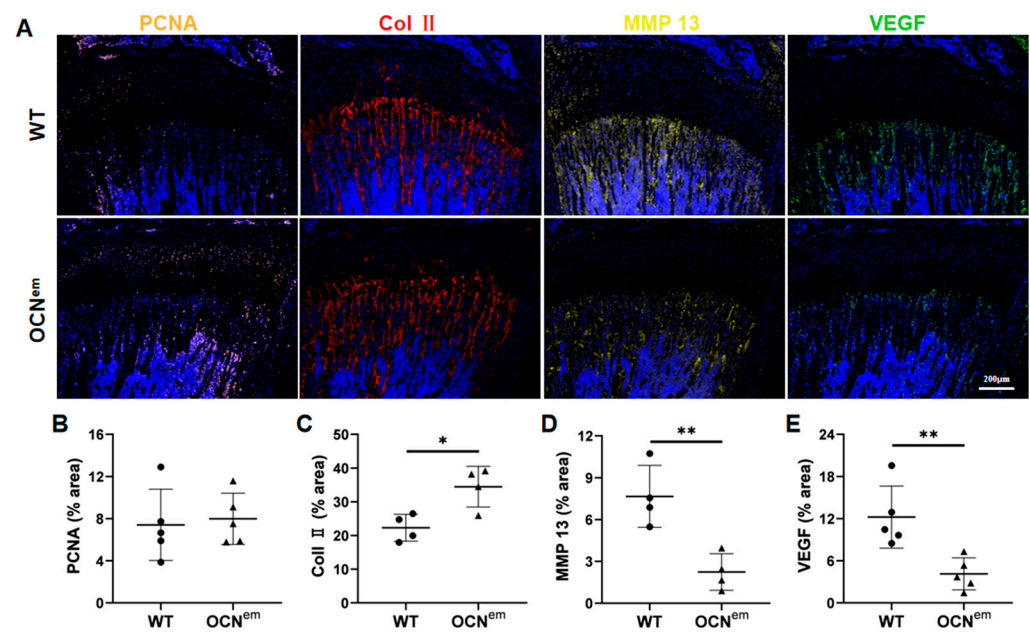 A
PCNA
Col Ⅱ
MMP 13
VEGF
WT
OCNem
200μm
B
PCNA (% area)
16
12
8
4
0
WT
OCNem
C
Coll Ⅱ (% area)
50
40
30
20
10
0
*
WT
OCNem
D
MMP 13 (% area)
12
9
6
3
0
**
WT
OCNem
E
VEGF (% area)
24
18
12
6
0
**
WT
OCNem